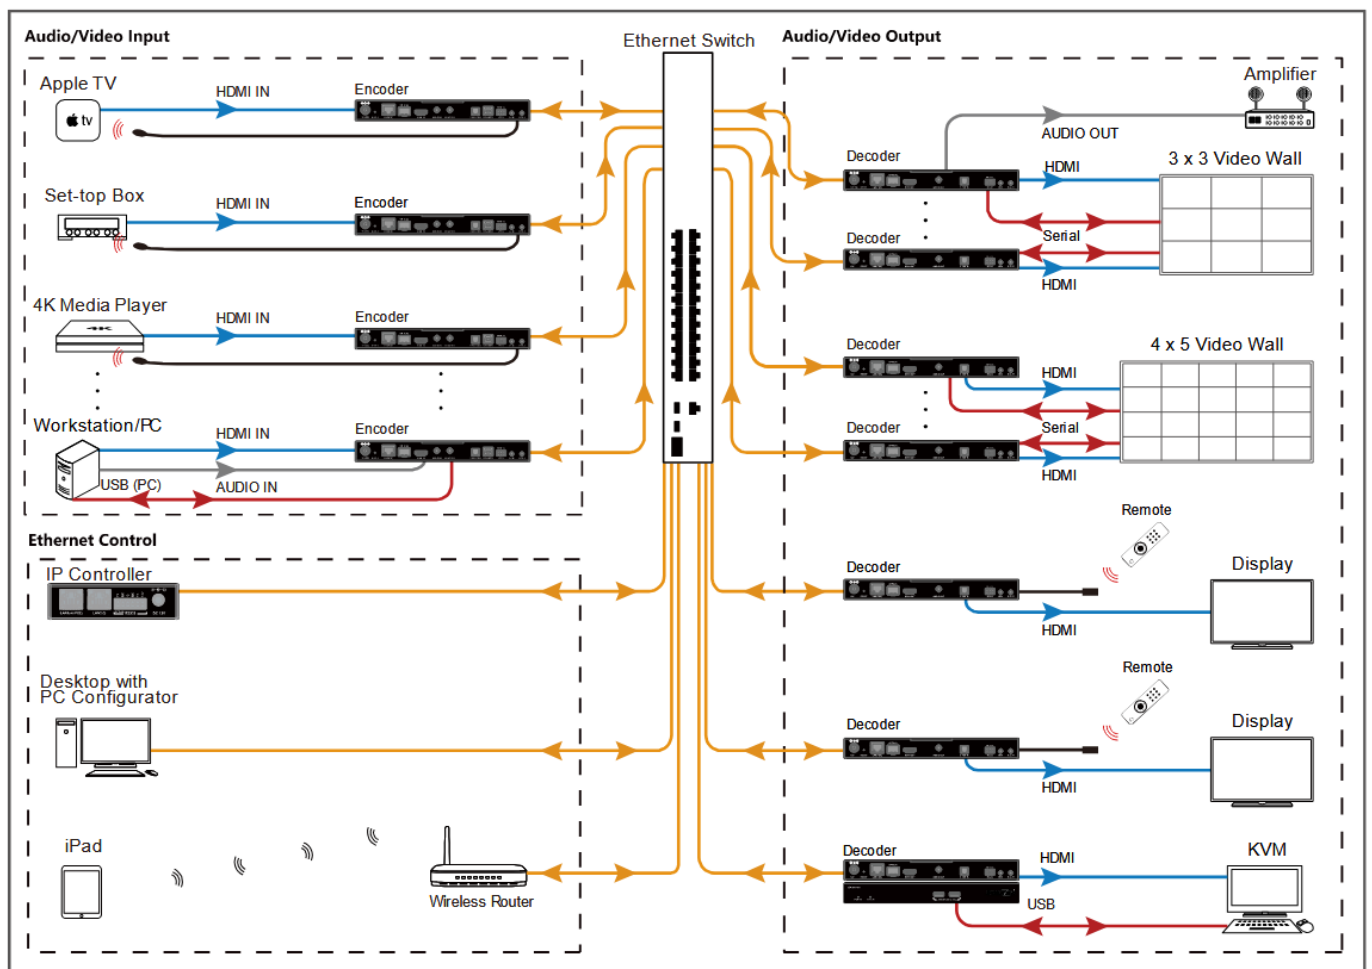 Audio/Video Input
Ethernet Switch
Audio/Video Output
Apple TV
tv
HDMI IN
Encoder
Set-top Box
HDMI IN
Encoder
4K Media Player
4K
HDMI IN
Encoder
Workstation/PC
HDMI IN
Encoder
USB (PC)
AUDIO IN
Amplifier
AUDIO OUT
Decoder
HDMI
3 x 3 Video Wall
Decoder
Serial
HDMI
Decoder
HDMI
4 x 5 Video Wall
Decoder
Serial
HDMI
Remote
Decoder
Display
HDMI
Remote
Decoder
Display
HDMI
Decoder
HDMI
KVM
USB
Ethernet Control
IP Controller
Desktop with
PC Configurator
iPad
Wireless Router